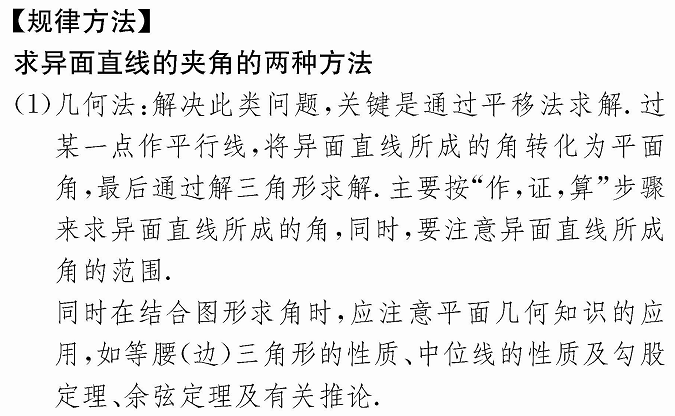 【规律方法】
求异面直线的夹角的两种方法
(1)几何法:解决此类问题,关键是通过平移法求解.过
某一点作平行线,将异面直线所成的角转化为平面
角,最后通过解三角形求解.主要按“作,证,算”步骤
来求异面直线所成的角,同时,要注意异面直线所成
角的范围.
同时在结合图形求角时,应注意平面几何知识的应
用,如等腰(边)三角形的性质、中位线的性质及勾股
定理、余弦定理及有关推论.